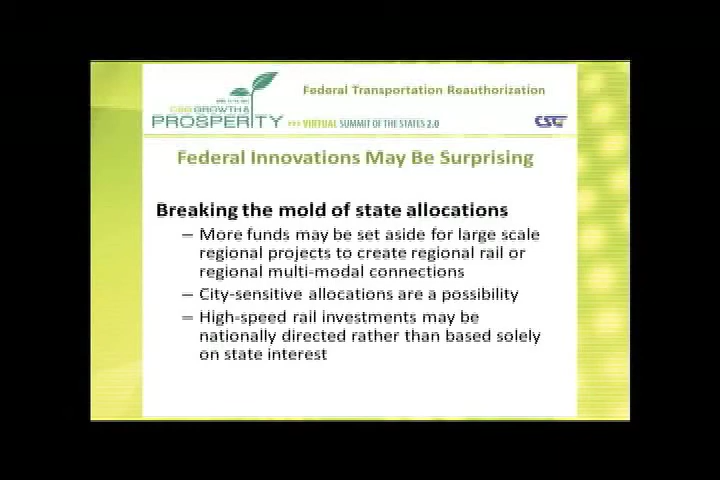 Federal Transportation Reauthorization
GROWTH &
PROSPERITY >>> VIRTUAL SUMMIT OF THE STATES 2.0
CSG
Federal Innovations May Be Surprising
Breaking the mold of state allocations
– More funds may be set aside for large scale
regional projects to create regional rail or
regional multi-modal connections
– City-sensitive allocations are a possibility
– High-speed rail investments may be
nationally directed rather than based solely
on state interest